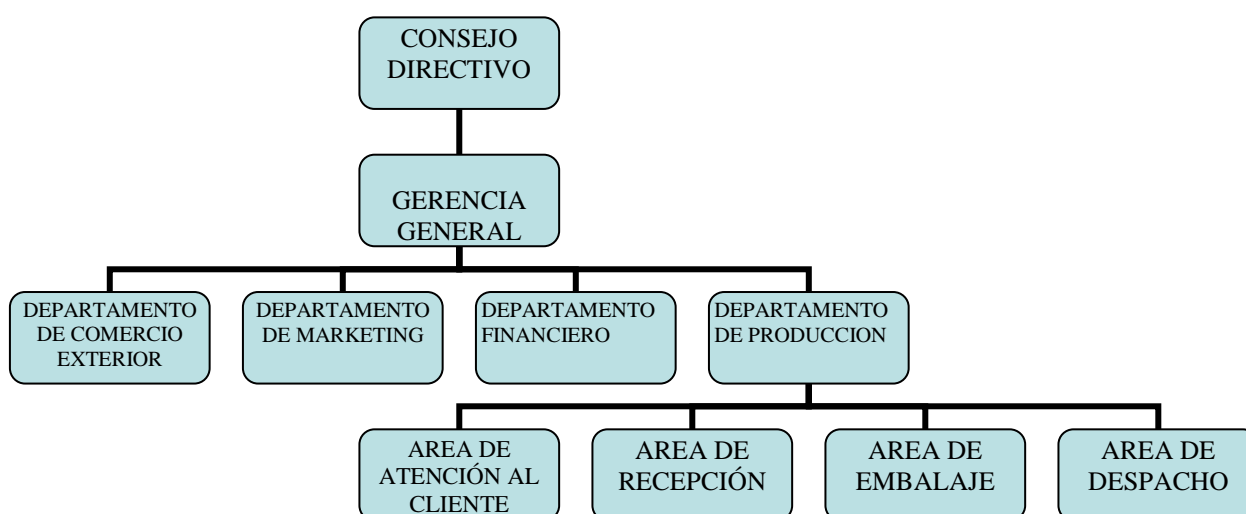 CONSEJO
DIRECTIVO
GERENCIA
GENERAL
DEPARTAMENTO
DE COMERCIO
EXTERIOR
DEPARTAMENTO
DE MARKETING
DEPARTAMENTO
FINANCIERO
DEPARTAMENTO
DE PRODUCCION
AREA DE
ATENCIÓN AL
CLIENTE
AREA DE
RECEPCIÓN
AREA DE
EMBALAJE
AREA DE
DESPACHO